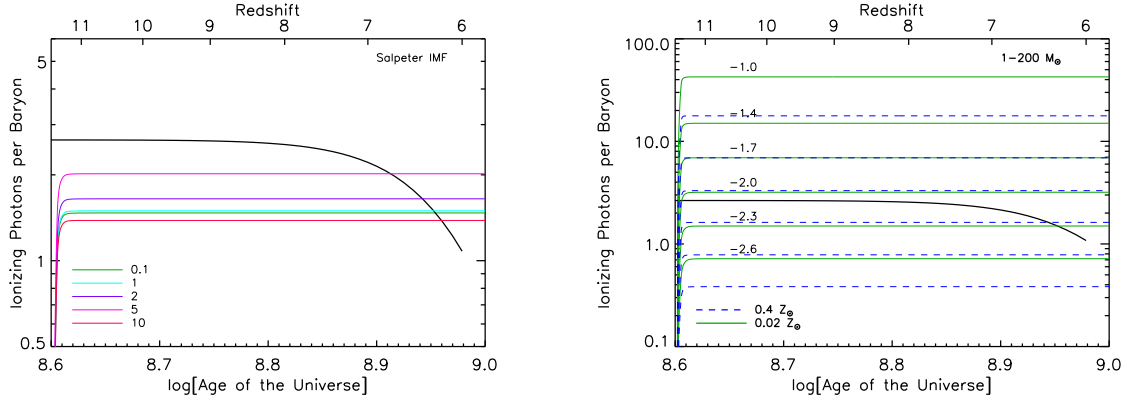 Redshift
11 10 9 8 7 6
Salpeter IMF
5
1
0.5
Ionizing Photons per Baryon
0.1
1
2
5
10
8.6 8.7 8.8 8.9 9.0
log[Age of the Universe]
Redshift
11 10 9 8 7 6
1-200 M⊙
100.0
10.0
1.0
0.1
Ionizing Photons per Baryon
-1.0
-1.4
-1.7
-2.0
-2.3
-2.6
0.4 Z⊙
0.02 Z⊙
8.6 8.7 8.8 8.9 9.0
log[Age of the Universe]